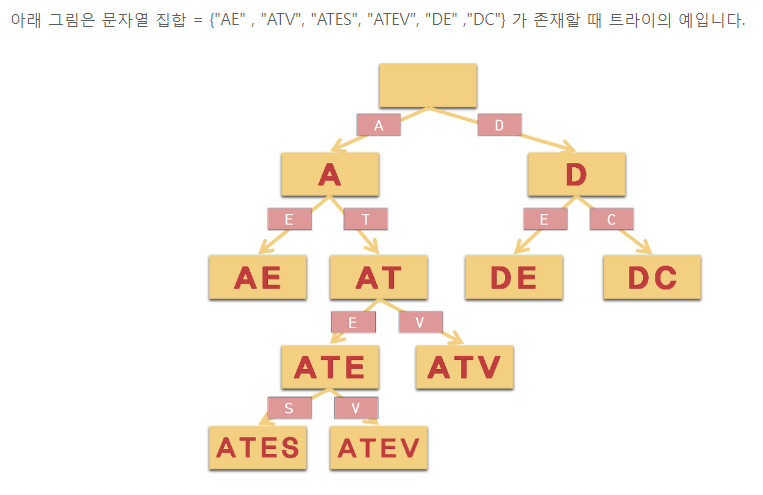 아래 그림은 문자열 집합 = {"AE" , "ATV", "ATES", "ATEV", "DE" ,"DC"} 가 존재할 때 트라이의 예입니다.
A D
A D
E T E C
AE AT DE DC
E V
ATE ATV
S V
ATES ATEV